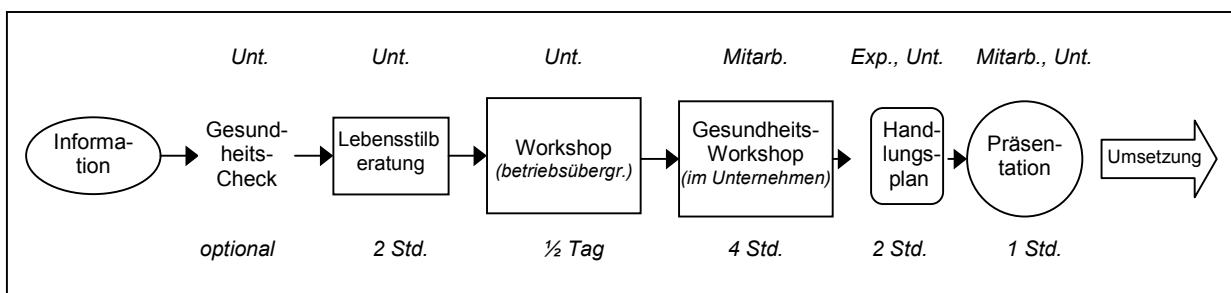 Unt. Unt. Unt. Mitarb. Exp., Unt. Mitarb., Unt.
Informa-
tion
Gesund-
heits-
Check
Lebensstilb
eratung
Workshop
(betriebsübergr.)
Gesundheits-
Workshop
(im Unternehmen)
Hand-
lungs-
plan
Präsen-
tation
Umsetzung
optional 2 Std. ½ Tag 4 Std. 2 Std. 1 Std.